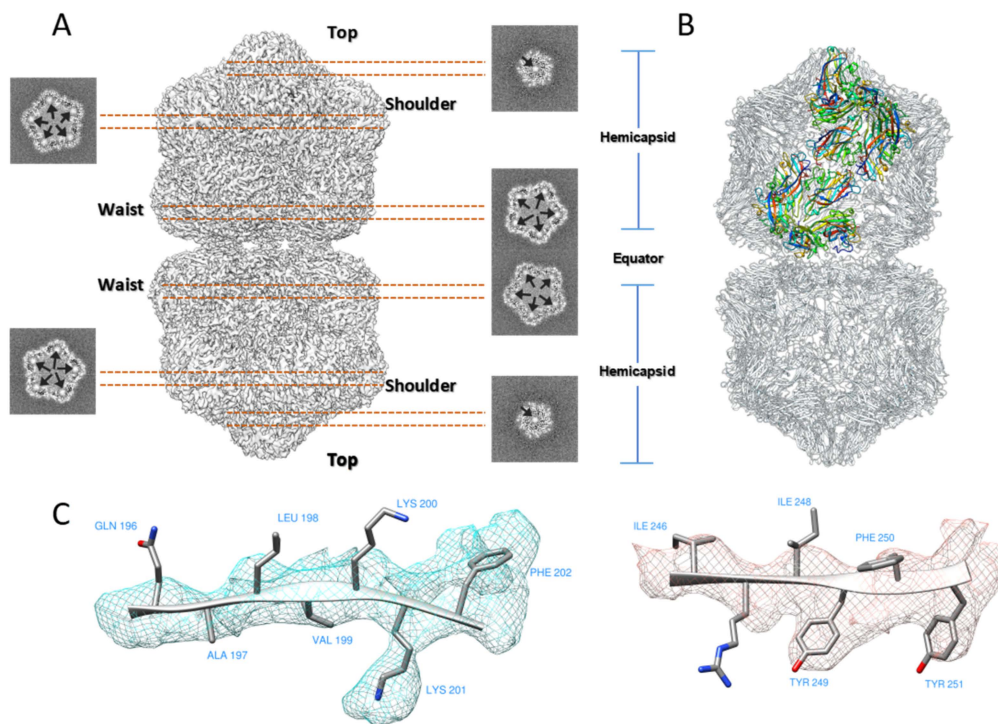 A
Top
Shoulder
Waist
Waist
Shoulder
Top
Hemicapsid
Equator
Hemicapsid
B
C
GLN 196
LEU 198
LYS 200
PHE 202
ALA 197
VAL 199
LYS 201
ILE 246
ILE 248
PHE 250
TYR 249
TYR 251